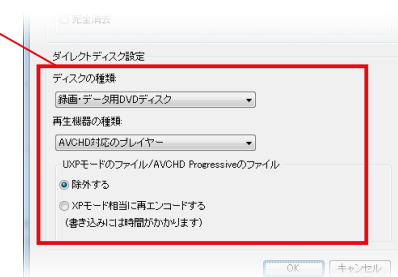 完全消去
ダイレクトディスク設定
ディスクの種類:
録画・データ用DVDディスク
再生機器の種類:
AVCHD対応のプレイヤー
UXPモードのファイル/AVCHD Progressiveのファイル
除外する
XPモード相当に再エンコードする
(書き込みには時間がかかります)
OK キャンセル